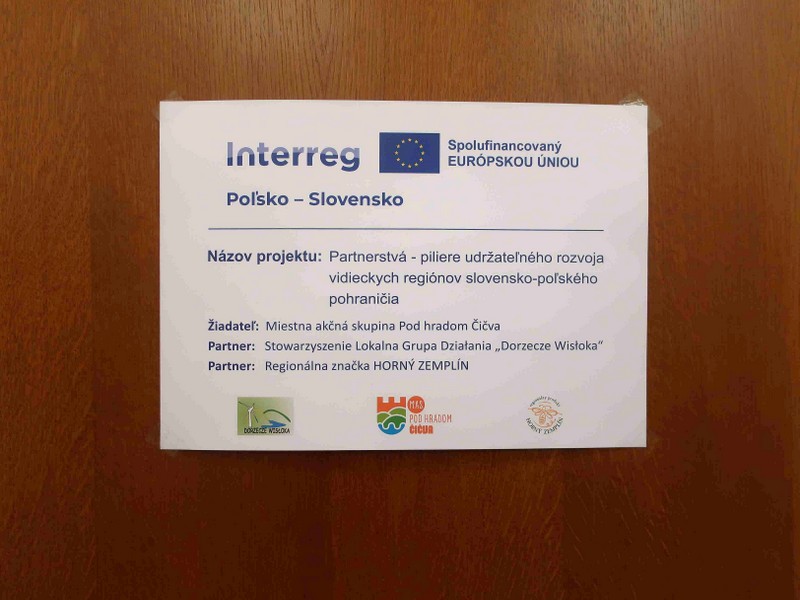 Interreg
Spolufinancovaný
EURÓPSKOU ÚNIOU
Poľsko – Slovensko
Názov projektu: Partnerstvá - piliere udržateľného rozvoja
vidieckych regiónov slovensko-poľského
pohraničia
Žiadateľ: Miestna akčná skupina Pod hradom Čičva
Partner: Stowarzyszenie Lokalna Grupa Działania „Dorzecze Wisłoka“
Partner: Regionálna značka HORNÝ ZEMPLÍN
DORZECZE WISŁOKA
MAS
POD HRADOM
ČIČVA
HORNÝ ZEMPLÍN